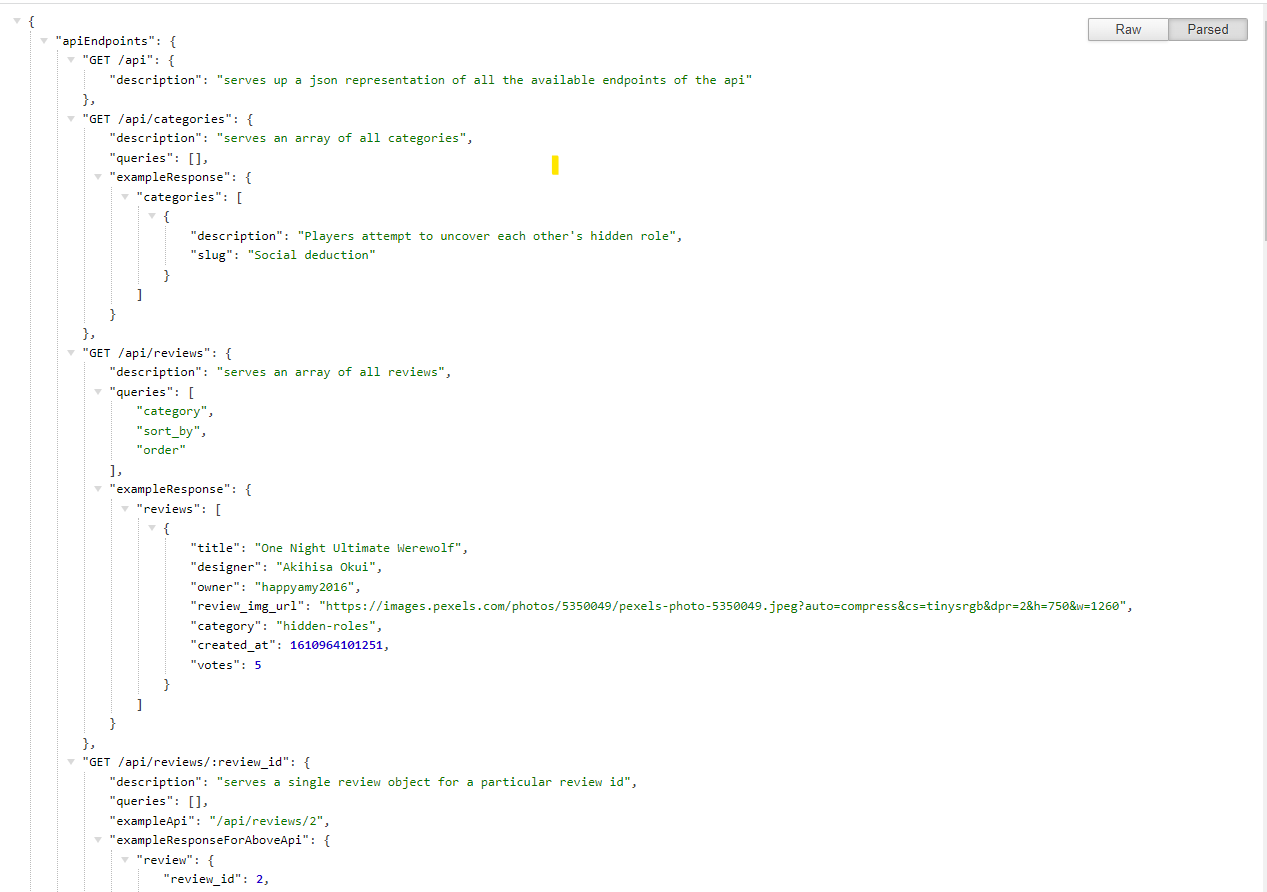 {
Raw Parsed
"apiEndpoints": {
"GET /api": {
"description": "serves up a json representation of all the available endpoints of the api"
},
"GET /api/categories": {
"description": "serves an array of all categories",
"queries": [],
"exampleResponse": {
"categories": [
{
"description": "Players attempt to uncover each other's hidden role",
"slug": "Social deduction"
}
]
}
},
"GET /api/reviews": {
"description": "serves an array of all reviews",
"queries": [
"category",
"sort_by",
"order"
],
"exampleResponse": {
"reviews": [
{
"title": "One Night Ultimate Werewolf",
"designer": "Akihisa Okui",
"owner": "happyamy2016",
"review_img_url": "https://images.pexels.com/photos/5350049/pexels-photo-5350049.jpeg?auto=compress&cs=tinysrgb&dpr=2&h=750&w=1260",
"category": "hidden-roles",
"created_at": 1610964101251,
"votes": 5
}
]
}
},
"GET /api/reviews/:review_id": {
"description": "serves a single review object for a particular review id",
"queries": [],
"exampleApi": "/api/reviews/2",
"exampleResponseForAboveApi": {
"review": {
"review_id": 2,